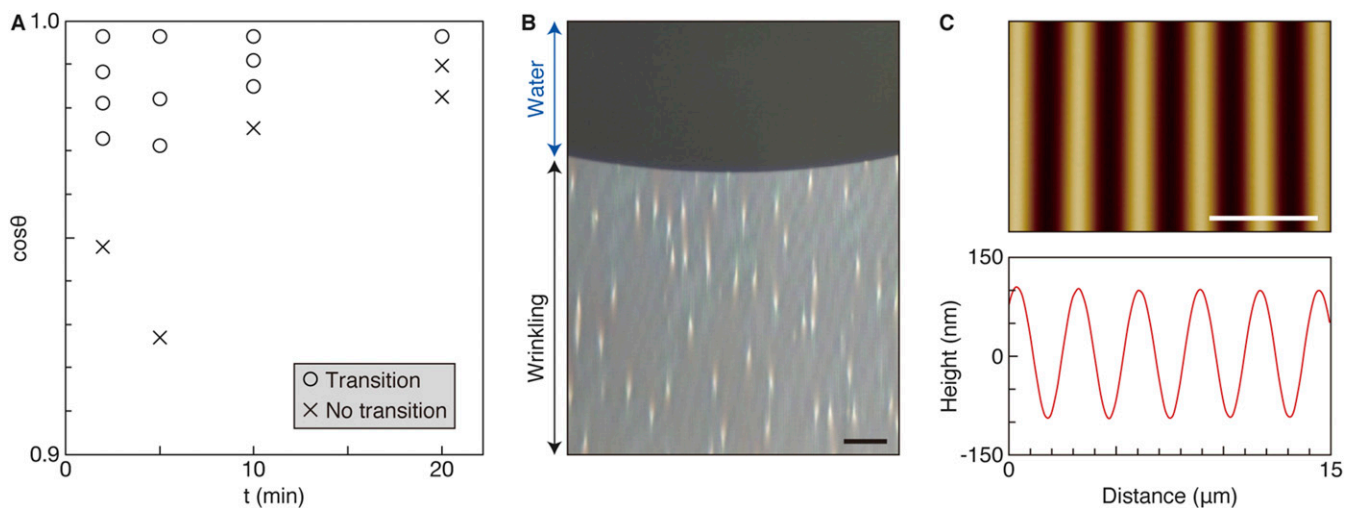 A
1.0
cosθ
0.9
0
10
20
t (min)
Transition
No transition
B
Water
Wrinkling
C
150
Height (nm)
0
-150
0
15
Distance (μm)